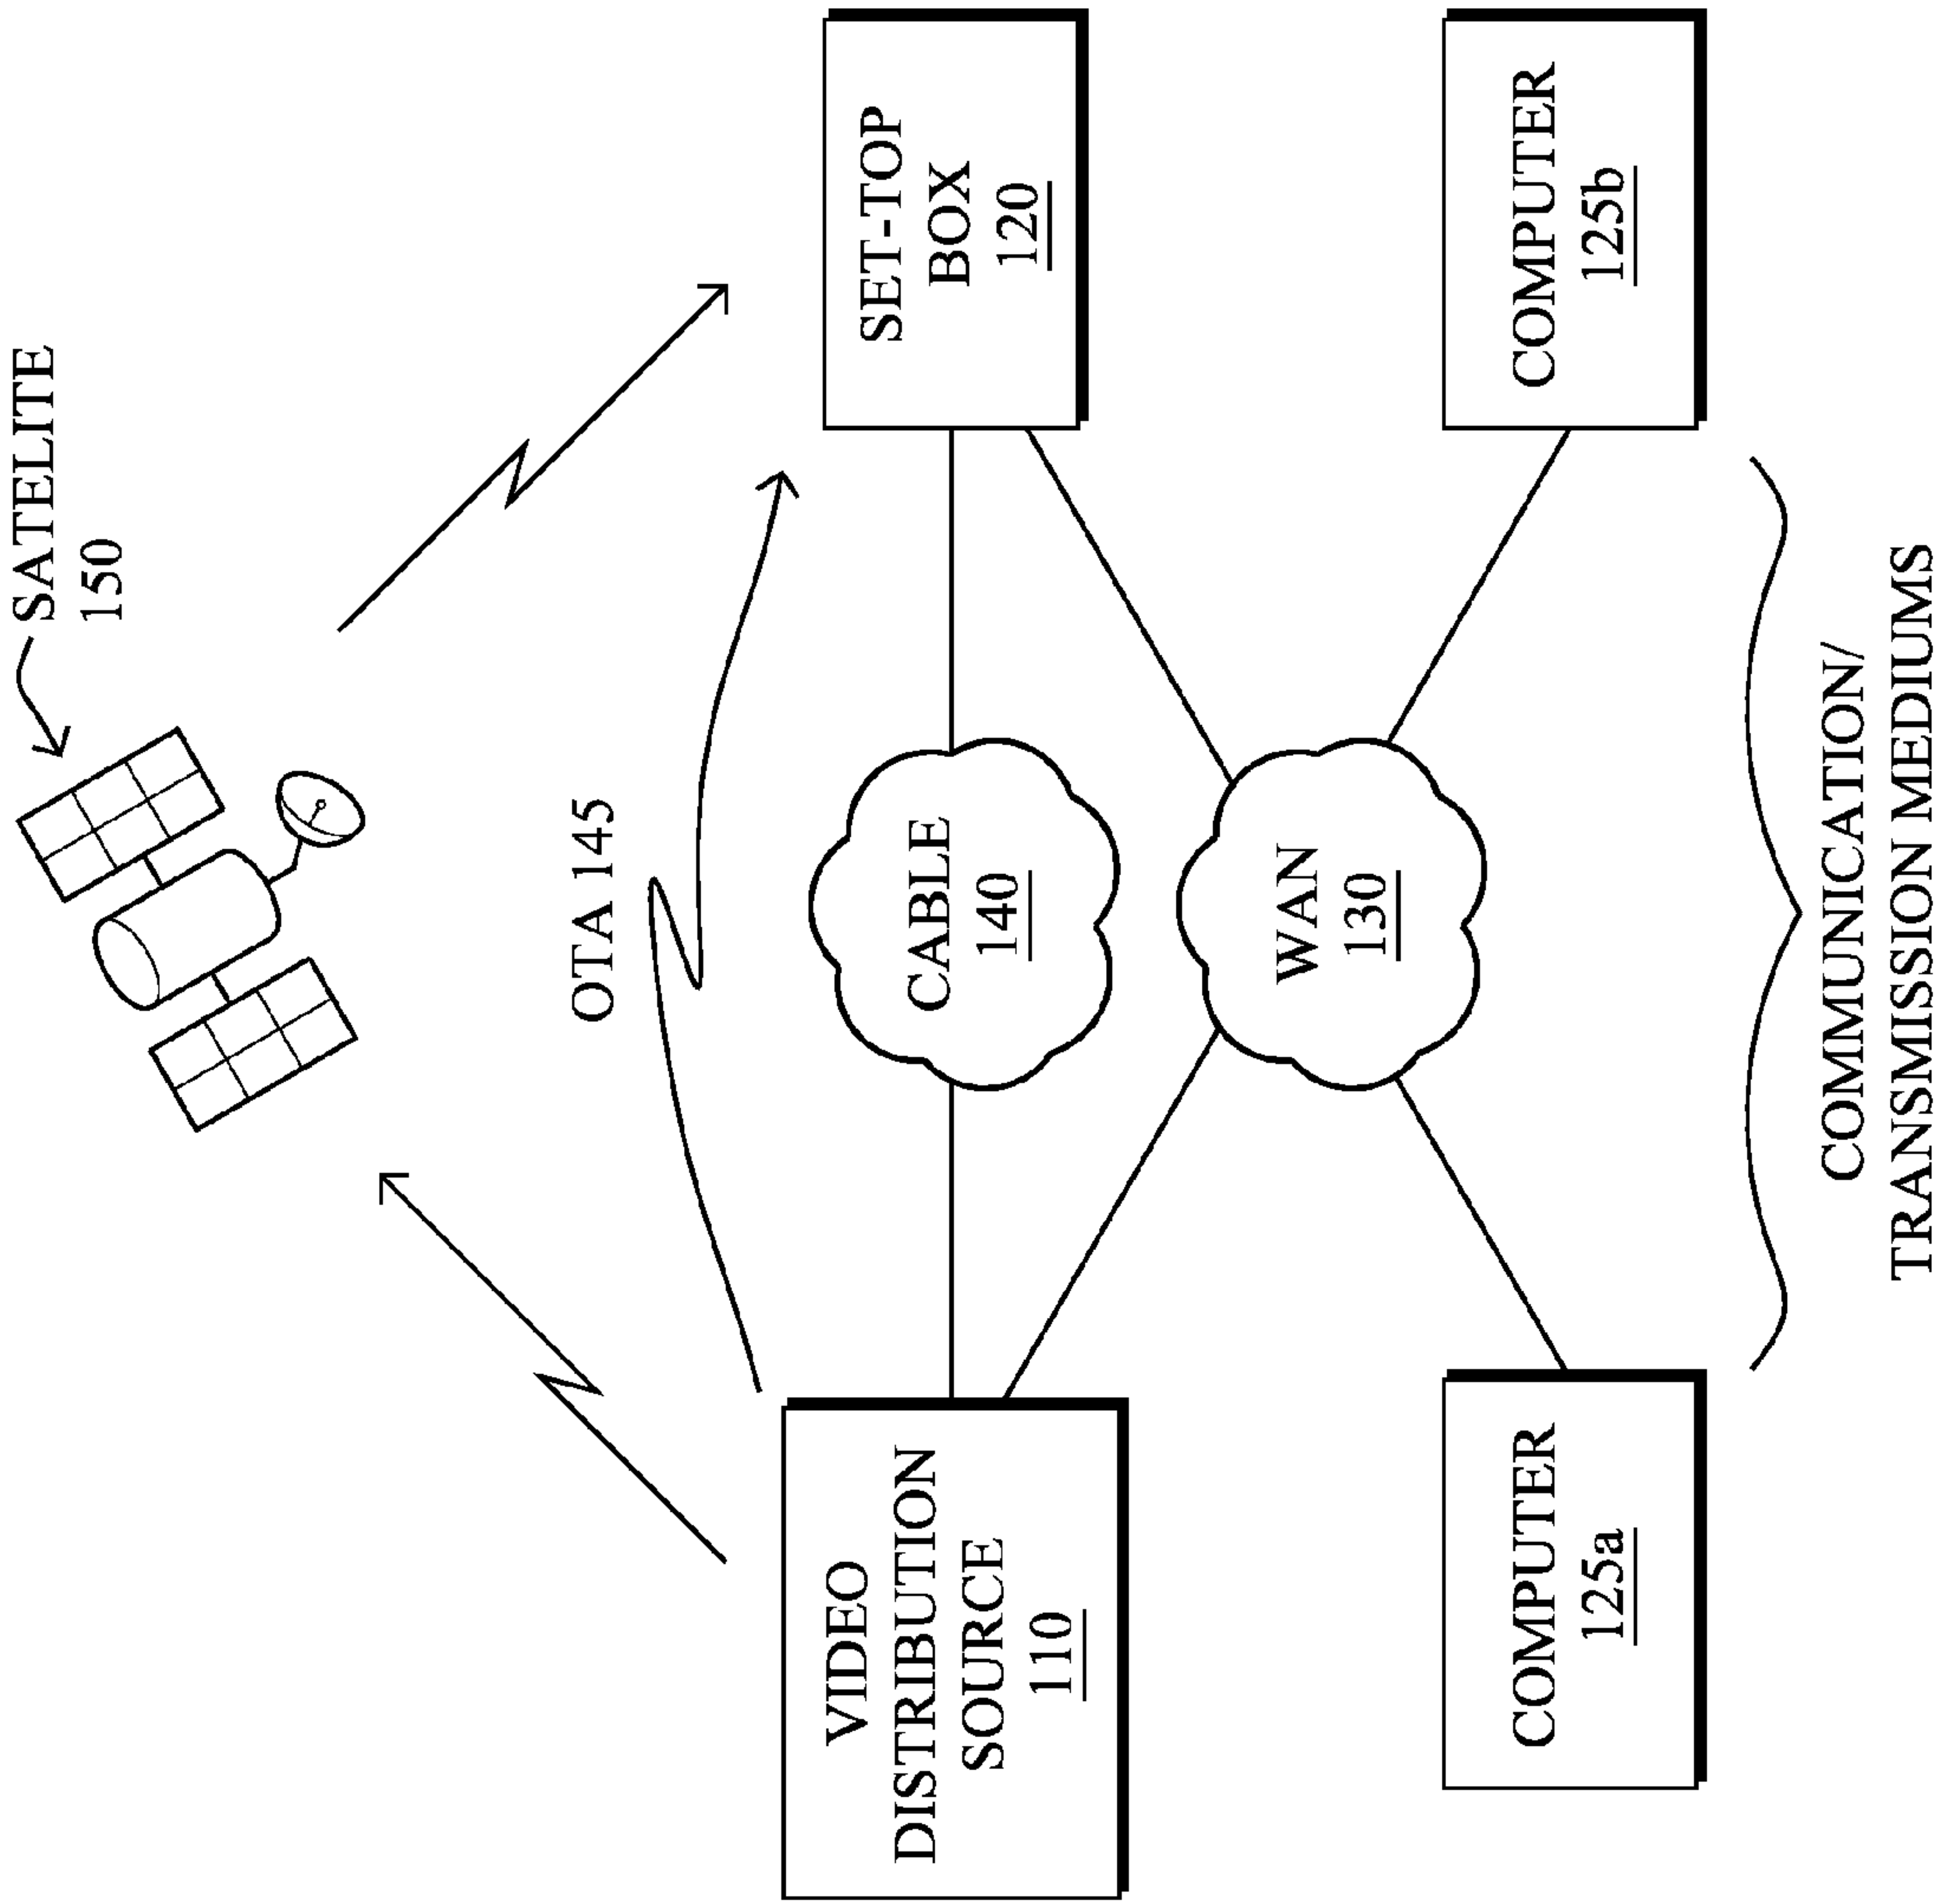 SATELITE
150
OTA 145
VIDEO
DISTRIBUTION
SOURCE
110
CABLE
140
SET-TOP
BOX
120
WAN
130
COMPUTER
125a
COMPUTER
125b
COMMUNICATION/
TRANSMISSION MEDIUMS